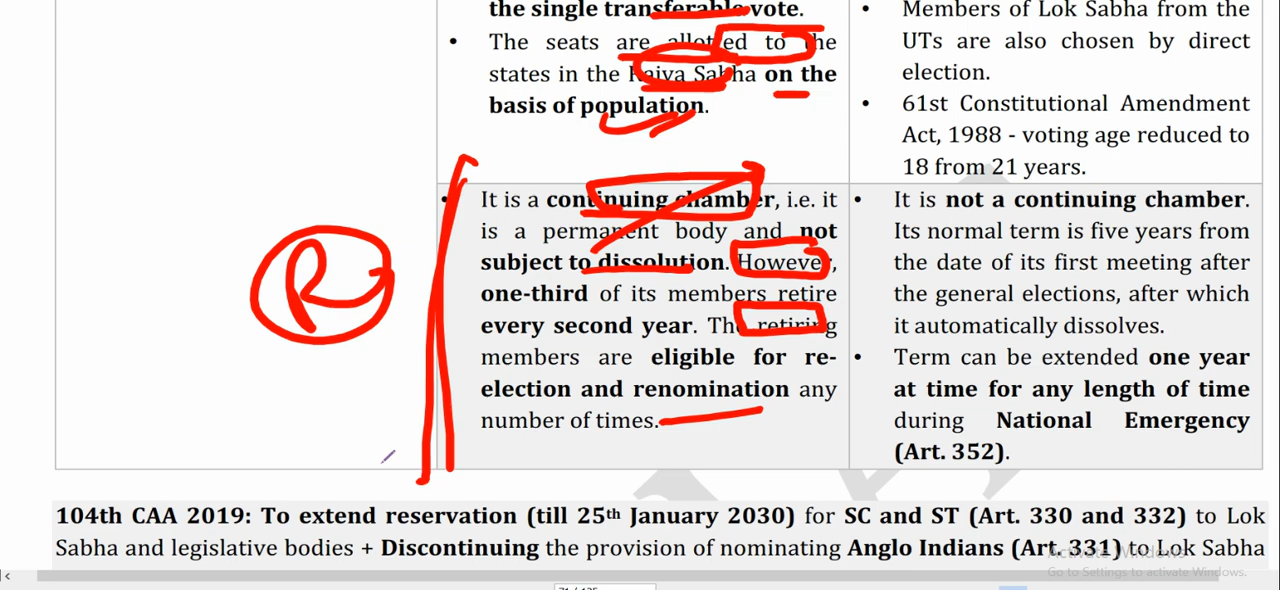 the single transferable vote.
• The seats are allotted to the
states in the Rajya Sabha on the
basis of population.
Members of Lok Sabha from the
UTs are also chosen by direct
election.
• 61st Constitutional Amendment
Act, 1988 - voting age reduced to
18 from 21 years.
R
• It is a continuing chamber, i.e. it
is a permanent body and not
subject to dissolution. However,
one-third of its members retire
every second year. The retiring
members are eligible for re-
election and renomination any
number of times.
• It is not a continuing chamber.
Its normal term is five years from
the date of its first meeting after
the general elections, after which
it automatically dissolves.
• Term can be extended one year
at time for any length of time
during National Emergency
(Art. 352).
104th CAA 2019: To extend reservation (till 25th January 2030) for SC and ST (Art. 330 and 332) to Lok
Sabha and legislative bodies + Discontinuing the provision of nominating Anglo Indians (Art. 331) to Lok Sabha
Activate Windows
Go to Settings to activate Windows.